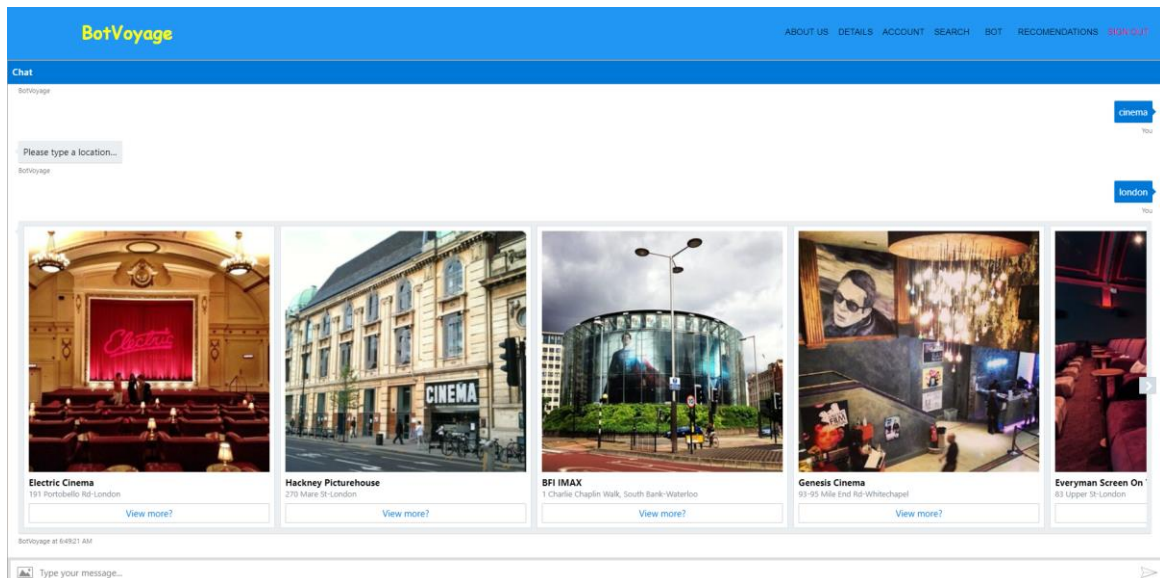 BotVoyage
ABOUT US DETAILS ACCOUNT SEARCH BOT RECOMENDATIONS SIGN OUT
Chat
BotVoyage
cinema
You
Please type a location...
BotVoyage
london
You
Electric
CINEMA
Electric Cinema
191 Portobello Rd-London
View more?
Hackney Picturehouse
270 Mare St-London
View more?
BFI IMAX
1 Charlie Chaplin Walk, South Bank-Waterloo
View more?
Genesis Cinema
93-95 Mile End Rd-Whitechapel
View more?
Everyman Screen On
83 Upper St-London
BotVoyage at 6:49:21 AM
Type your message...